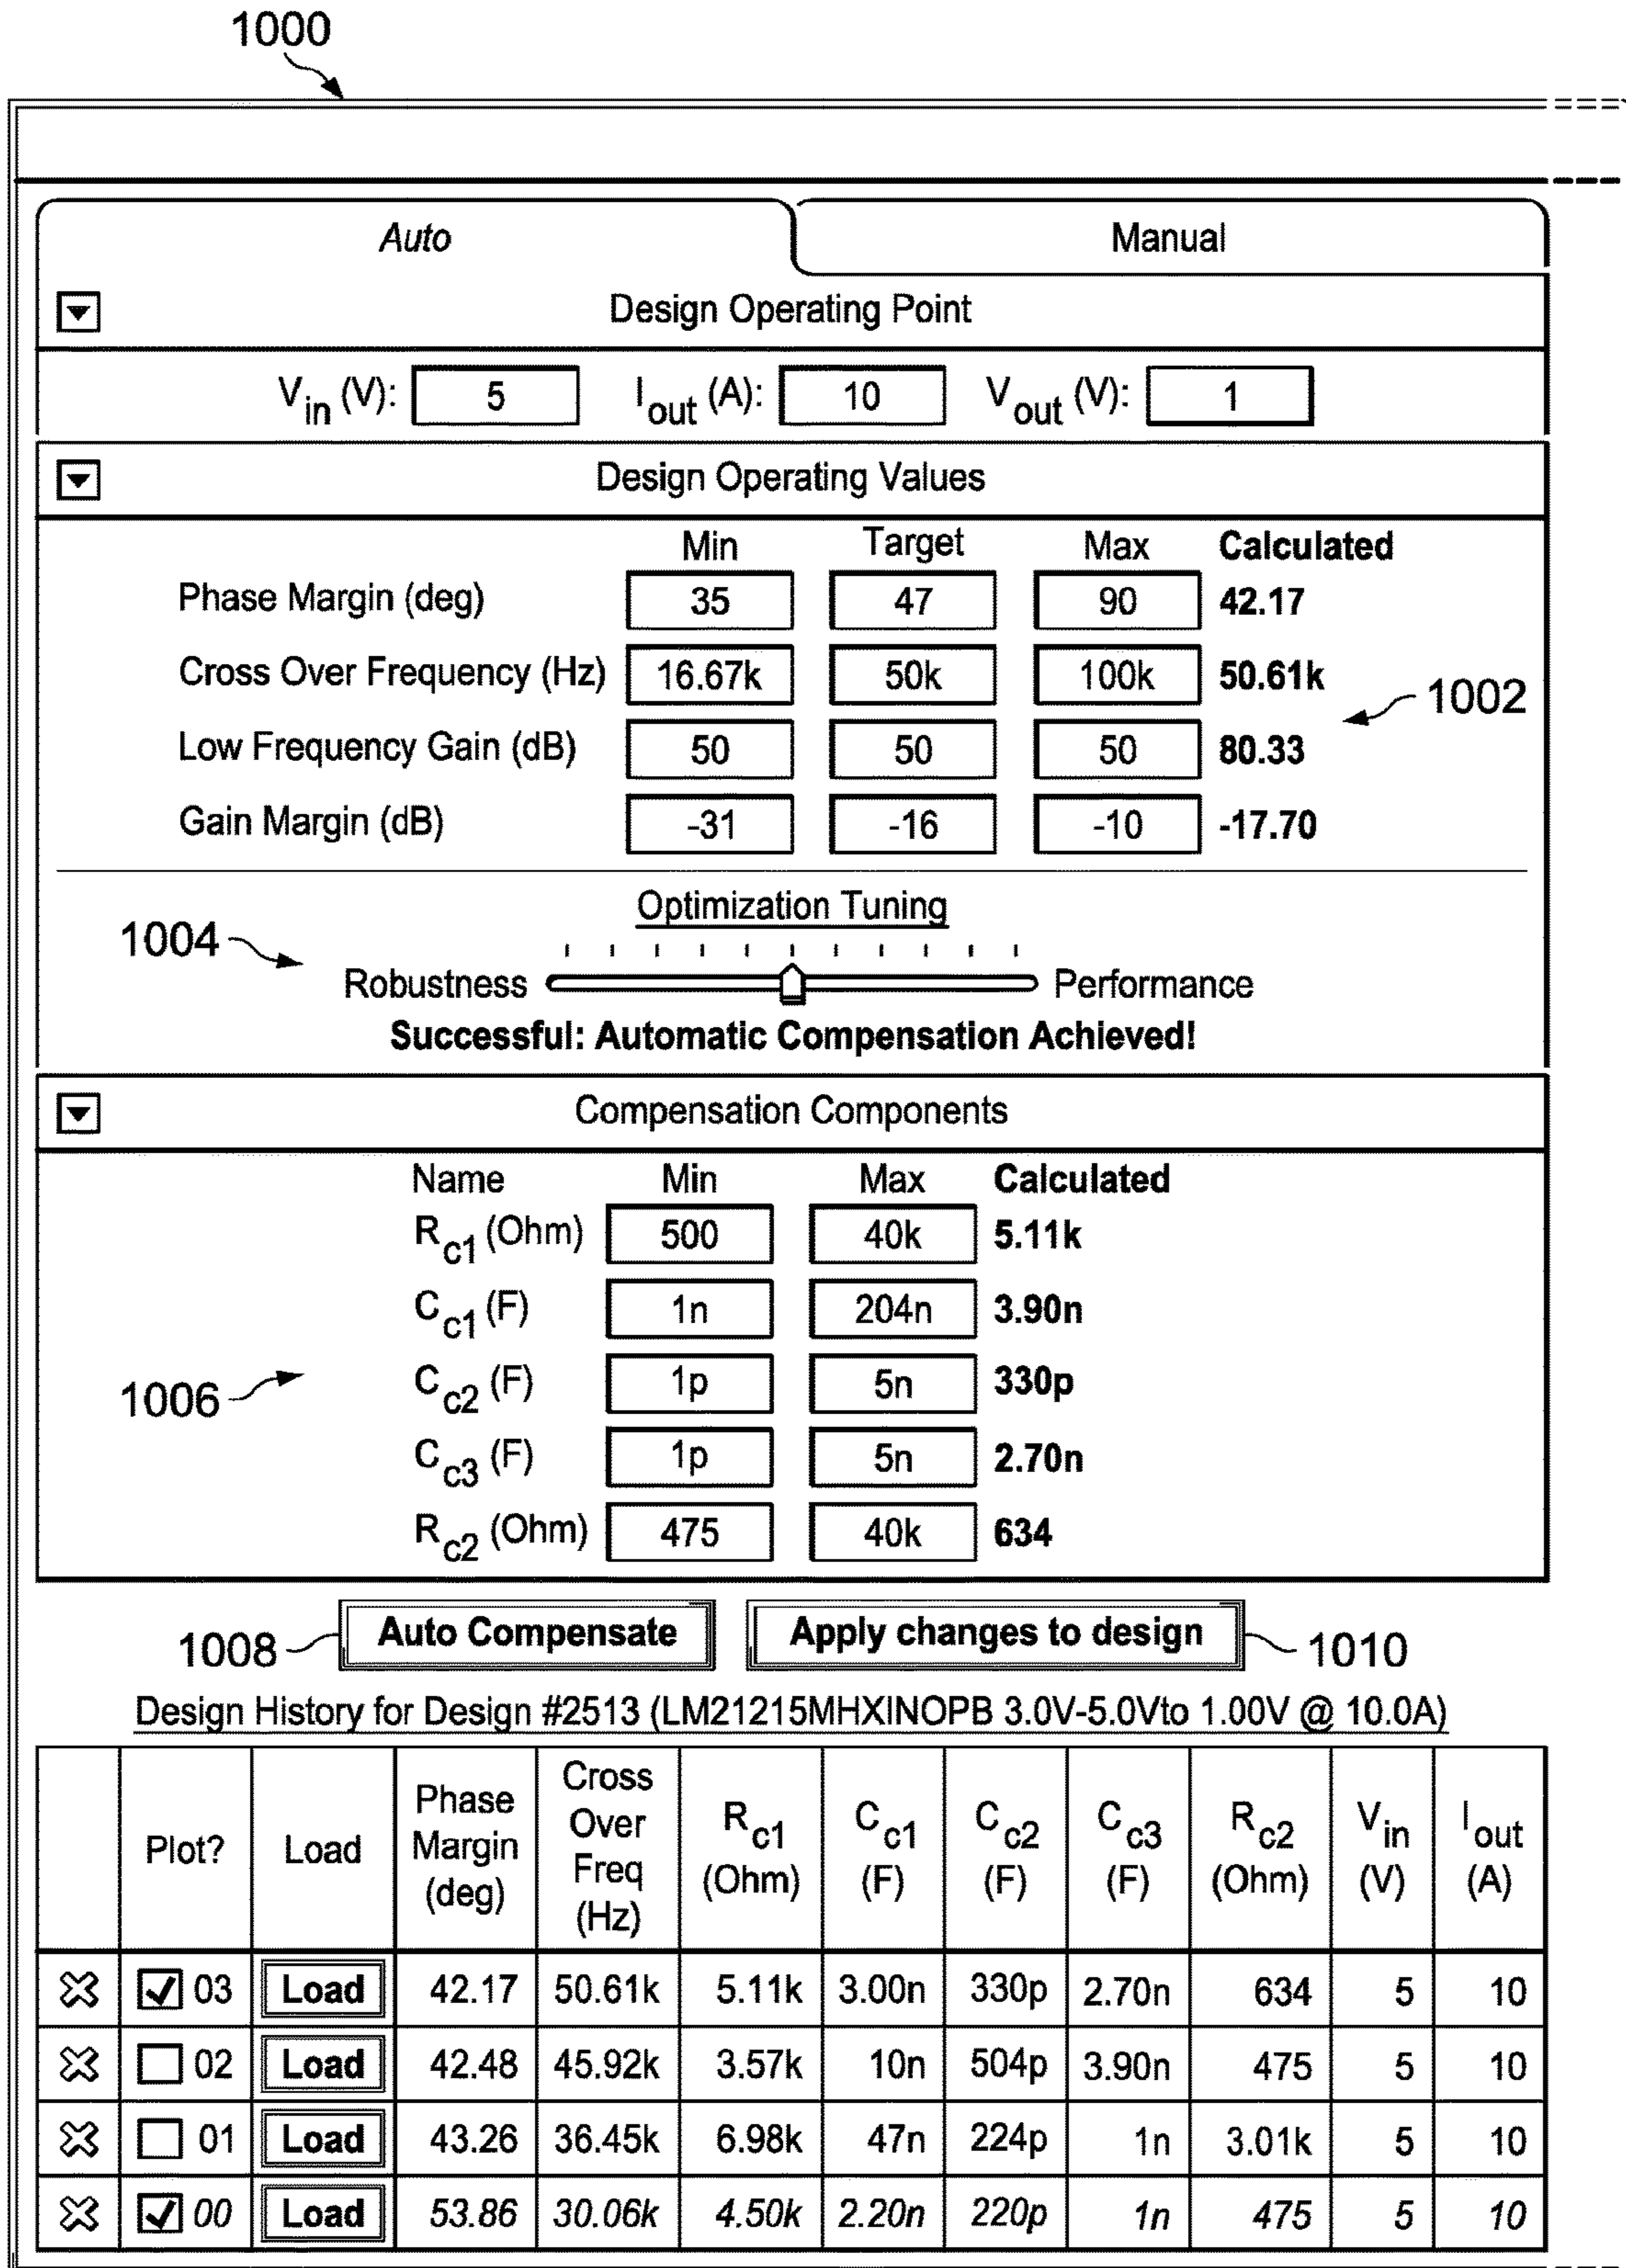 1000
Auto Manual
Design Operating Point
Vin (V): 5 Iout (A): 10 Vout (V): 1
Design Operating Values
Min Target Max Calculated
Phase Margin (deg) 35 47 90 42.17
Cross Over Frequency (Hz) 16.67k 50k 100k 50.61k
1002
Low Frequency Gain (dB) 50 50 50 80.33
Gain Margin (dB) -31 -16 -10 -17.70
Optimization Tuning
1004
Robustness Performance
Successful: Automatic Compensation Achieved!
Compensation Components
Name Min Max Calculated
Rc1 (Ohm) 500 40k 5.11k
Cc1 (F) 1n 204n 3.90n
1006
Cc2 (F) 1p 5n 330p
Cc3 (F) 1p 5n 2.70n
Rc2 (Ohm) 475 40k 634
1008 Auto Compensate Apply changes to design 1010
Design History for Design #2513 (LM21215MHXINOPB 3.0V-5.0Vto 1.00V @ 10.0A)
Plot? Load Phase Margin (deg) Cross Over Freq (Hz) Rc1 (Ohm) Cc1 (F) Cc2 (F) Cc3 (F) Rc2 (Ohm) Vin (V) Iout (A)
03 Load 42.17 50.61k 5.11k 3.00n 330p 2.70n 634 5 10
02 Load 42.48 45.92k 3.57k 10n 504p 3.90n 475 5 10
01 Load 43.26 36.45k 6.98k 47n 224p 1n 3.01k 5 10
00 Load 53.86 30.06k 4.50k 2.20n 220p 1n 475 5 10